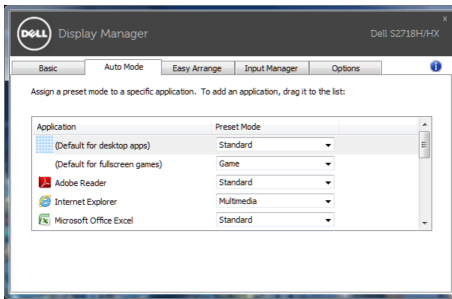 DELL Display Manager
x
Dell S2718H/HX
Basic Auto Mode Easy Arrange Input Manager Options i
Assign a preset mode to a specific application. To add an application, drag it to the list:
Application Preset Mode
(Default for desktop apps) Standard
(Default for fullscreen games) Game
Adobe Reader Standard
Internet Explorer Multimedia
Microsoft Office Excel Standard